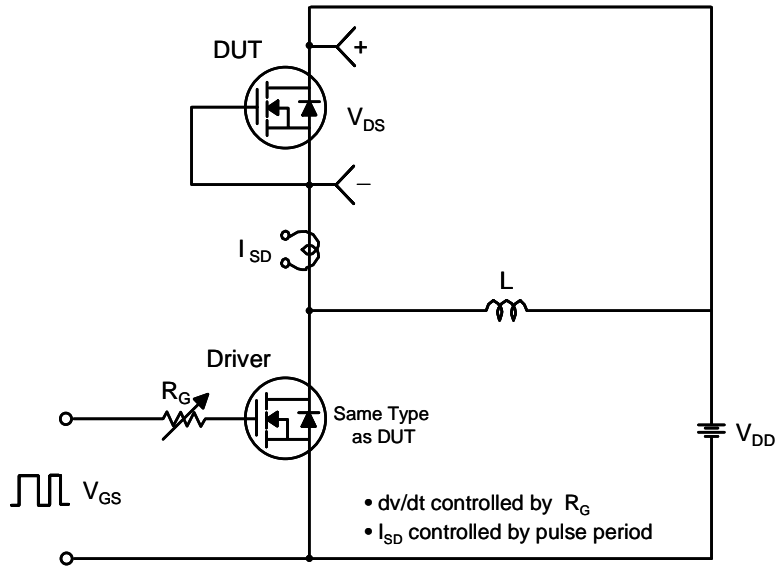 DUT
+
V_DS
−
I_SD
L
Driver
R_G
Same Type
as DUT
V_DD
V_GS
• dv/dt controlled by R_G
• I_SD controlled by pulse period